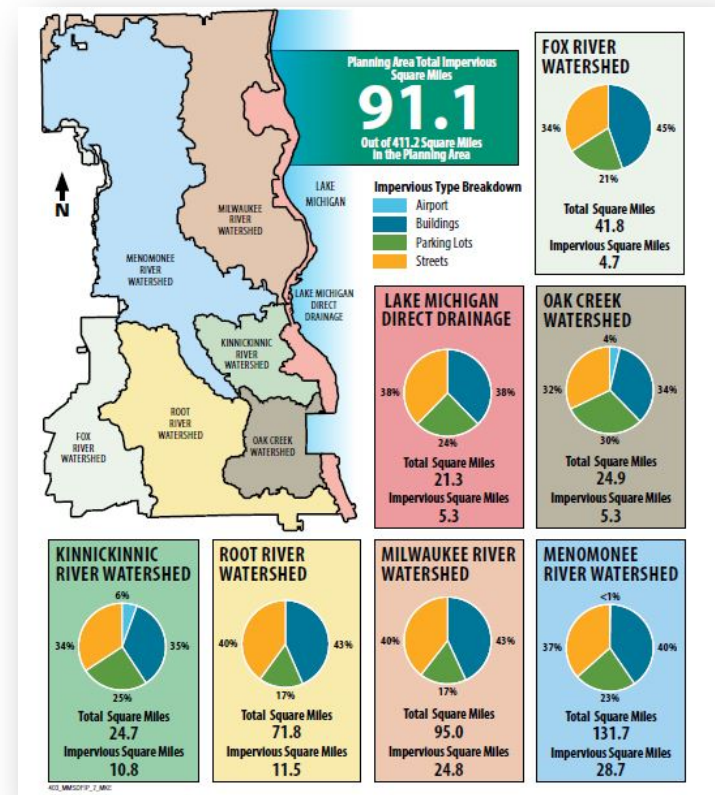 Planning Area Total Impervious
Square Miles
91.1
Out of 411.2 Square Miles
In the Planning Area
N
LAKE
MICHIGAN
MILWAUKEE
RIVER
WATERSHED
MENOMONEE
RIVER
WATERSHED
LAKE MICHIGAN
DIRECT
DRAINAGE
KINNICKINNIC
RIVER
WATERSHED
ROOT
RIVER
WATERSHED
OAK CREEK
WATERSHED
FOX
RIVER
WATERSHED
Impervious Type Breakdown
Airport
Buildings
Parking Lots
Streets
FOX RIVER
WATERSHED
34%
45%
21%
Total Square Miles
41.8
Impervious Square Miles
4.7
LAKE MICHIGAN
DIRECT DRAINAGE
38%
38%
24%
Total Square Miles
21.3
Impervious Square Miles
5.3
OAK CREEK
WATERSHED
4%
32%
34%
30%
Total Square Miles
24.9
Impervious Square Miles
5.3
KINNICKINNIC
RIVER WATERSHED
6%
34%
35%
25%
Total Square Miles
24.7
Impervious Square Miles
10.8
ROOT RIVER
WATERSHED
40%
43%
17%
Total Square Miles
71.8
Impervious Square Miles
11.5
MILWAUKEE RIVER
WATERSHED
40%
43%
17%
Total Square Miles
95.0
Impervious Square Miles
24.8
MENOMONEE
RIVER WATERSHED
<1%
37%
40%
23%
Total Square Miles
131.7
Impervious Square Miles
28.7